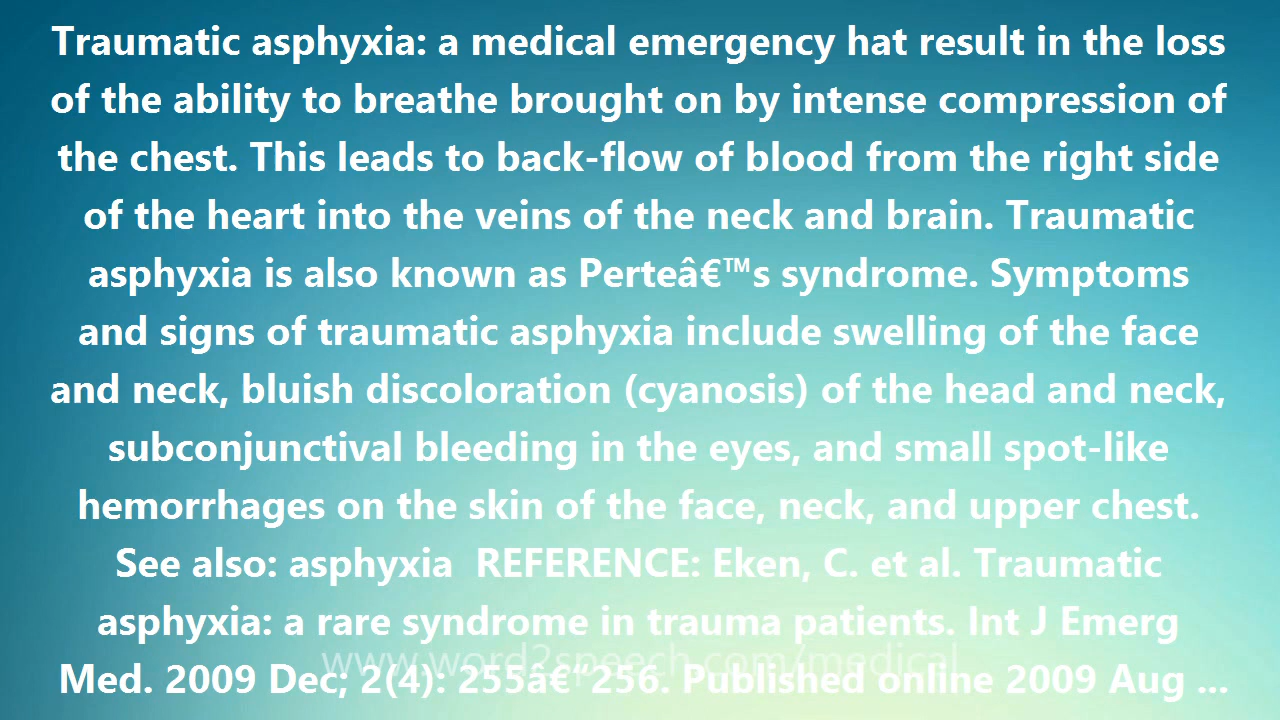 Traumatic asphyxia: a medical emergency hat result in the loss
of the ability to breathe brought on by intense compression of
the chest. This leads to back-flow of blood from the right side
of the heart into the veins of the neck and brain. Traumatic
asphyxia is also known as Perteâ€™s syndrome. Symptoms
and signs of traumatic asphyxia include swelling of the face
and neck, bluish discoloration (cyanosis) of the head and neck,
subconjunctival bleeding in the eyes, and small spot-like
hemorrhages on the skin of the face, neck, and upper chest.
See also: asphyxia  REFERENCE: Eken, C. et al. Traumatic
asphyxia: a rare syndrome in trauma patients. Int J Emerg
www.word2speech.com/medical
Med. 2009 Dec; 2(4): 255â€“256. Published online 2009 Aug ...